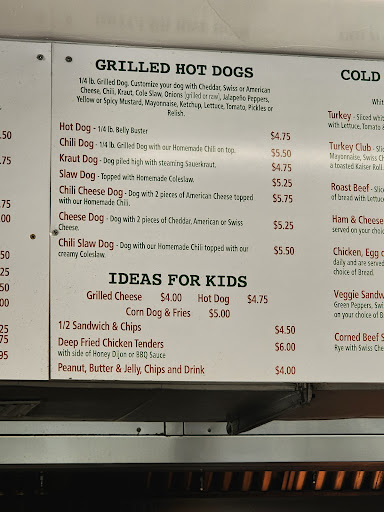 GRILLED HOT DOGS
1/4 lb. Grilled Dog. Customize your dog with Cheddar, Swiss or American
Cheese, Chili, Kraut, Cole Slaw, Onions (grilled or raw), Jalapeño Peppers,
Yellow or Spicy Mustard, Mayonnaise, Ketchup, Lettuce, Tomato, Pickles or
Relish.
Hot Dog - 1/4 lb. Belly Buster $4.75
Chili Dog - 1/4 lb. Grilled Dog with our Homemade Chili on top. $5.50
Kraut Dog - Dog piled high with steaming Sauerkraut. $4.75
Slaw Dog - Topped with Homemade Coleslaw. $5.25
Chili Cheese Dog - Dog with 2 pieces of American Cheese topped $5.75
with our Homemade Chili.
Cheese Dog - Dog with 2 pieces of Cheddar, American or Swiss $5.25
Cheese.
Chili Slaw Dog - Dog with our Homemade Chili topped with our $5.50
creamy Coleslaw.
IDEAS FOR KIDS
Grilled Cheese $4.00 Hot Dog $4.75
Corn Dog & Fries $5.00
1/2 Sandwich & Chips $4.50
Deep Fried Chicken Tenders $6.00
with side of Honey Dijon or BBQ Sauce
Peanut, Butter & Jelly, Chips and Drink $4.00
COLD
Whit
Turkey - Sliced whit
with Lettuce, Tomato
Turkey Club - Slic
Mayonnaise, Swiss Ch
a toasted Kaiser Roll
Roast Beef - Sliced
of bread with Lettuce
Ham & Cheese
served on your choic
Chicken, Egg o
daily and are served
choice of Bread.
Veggie Sandw
Green Peppers, Swi
on your choice of B
Corned Beef S
Rye with Swiss Che
.50
.75
.75
.00
50
25
50
00
25
75
95